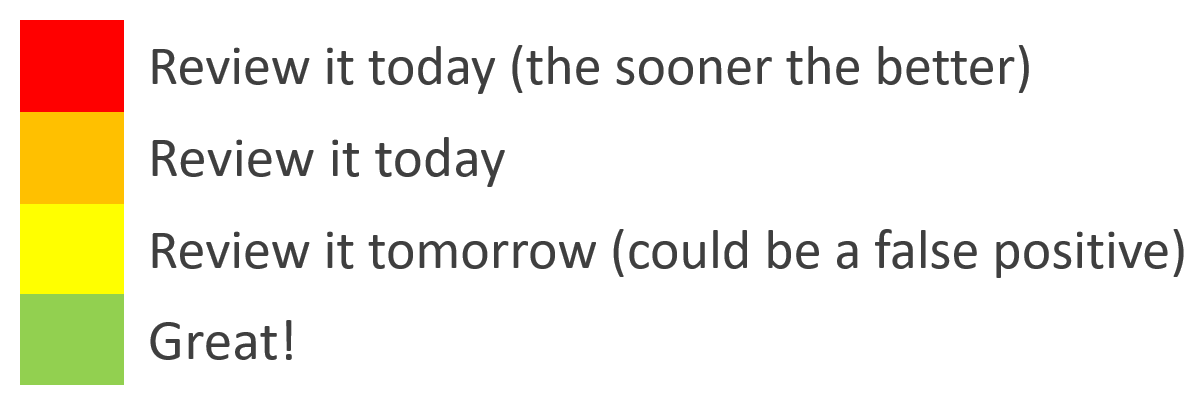 Review it today (the sooner the better)
Review it today
Review it tomorrow (could be a false positive)
Great!